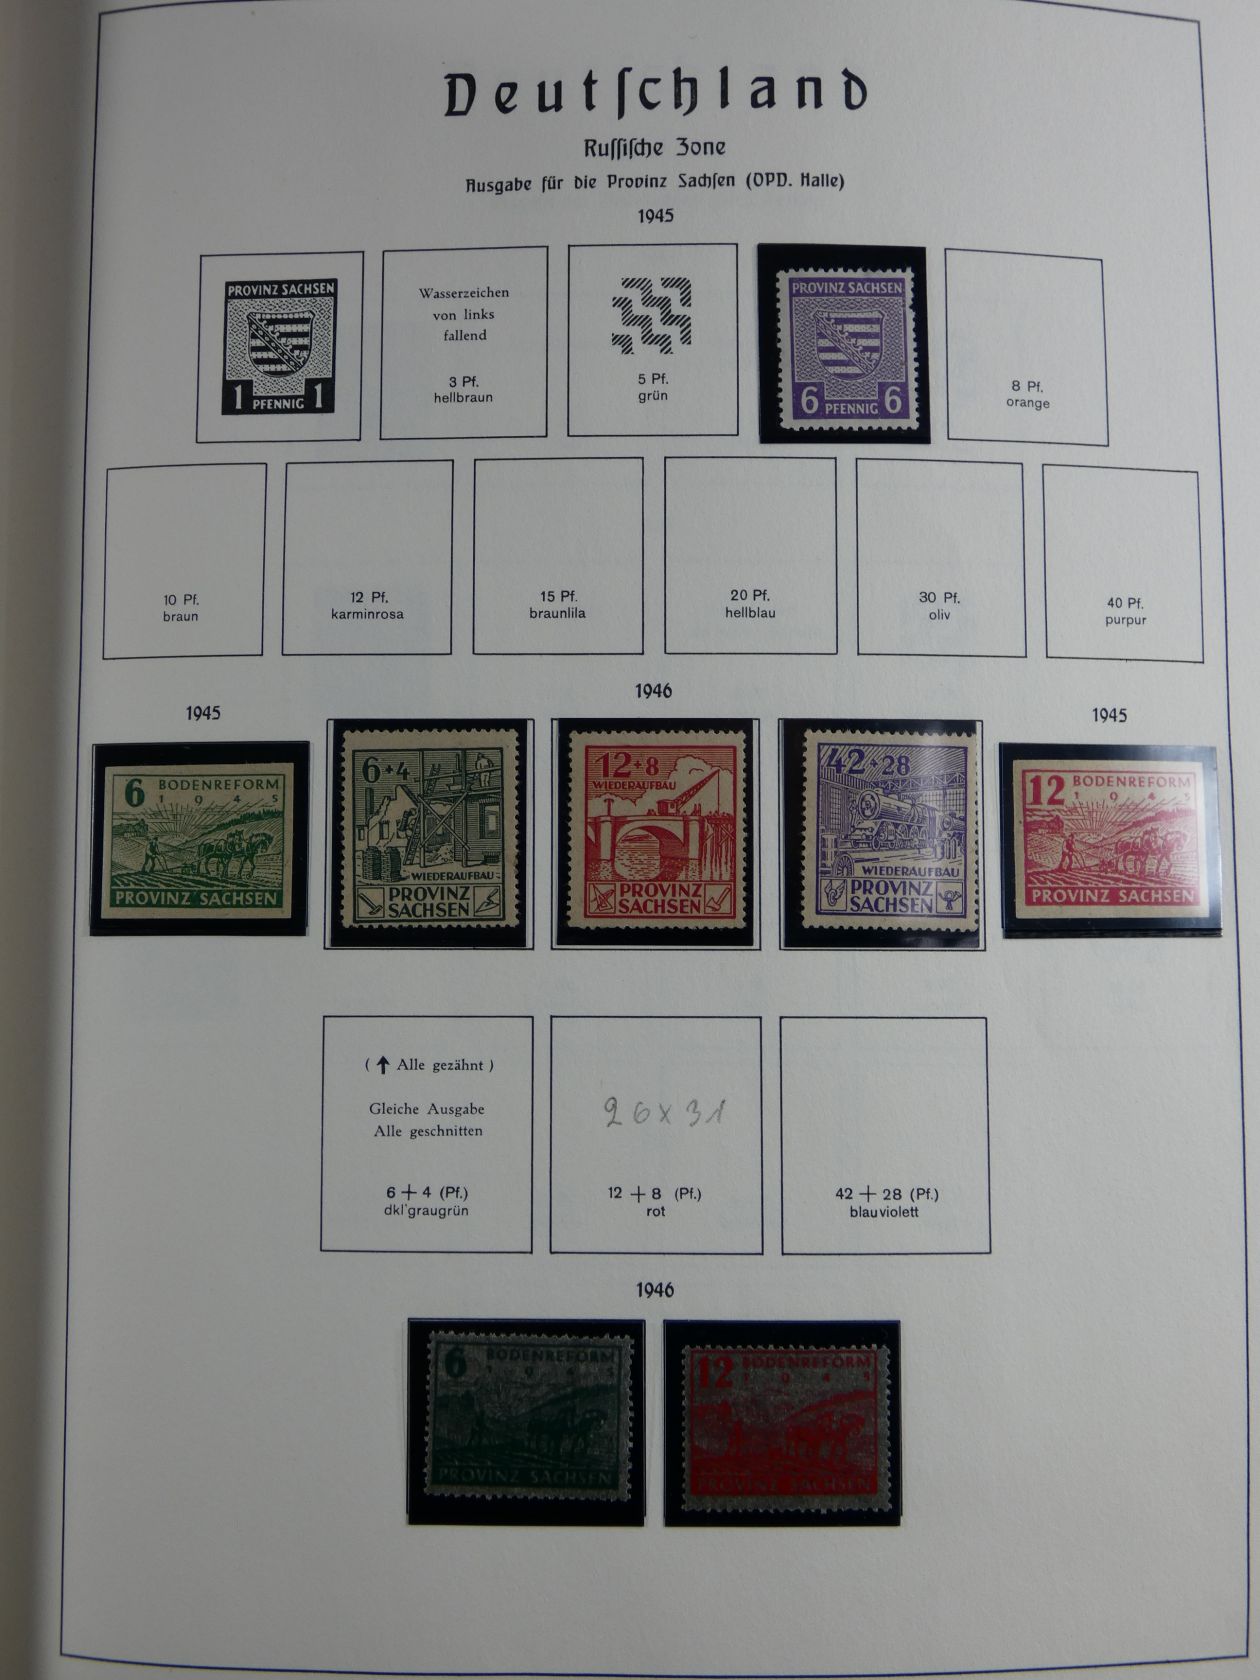 Deutſchland
Ruſſiſche Zone
Ausgabe für die Provinz Sachſen (OPD. Halle)
1945
PROVINZ SACHSEN
1 PFENNIG 1
Wasserzeichen
von links
fallend
3 Pf.
hellbraun
5 Pf.
grün
PROVINZ SACHSEN
6 PFENNIG 6
8 Pf.
orange
10 Pf.
braun
12 Pf.
karminrosa
15 Pf.
braunlila
20 Pf.
hellblau
30 Pf.
oliv
40 Pf.
purpur
1945
1946
1945
6 BODENREFORM
1945
PROVINZ SACHSEN
6+4
WIEDERAUFBAU
PROVINZ
SACHSEN
12+8
WIEDERAUFBAU
PROVINZ
SACHSEN
42+28
WIEDERAUFBAU
PROVINZ
SACHSEN
12 BODENREFORM
1945
PROVINZ SACHSEN
(↑ Alle gezähnt)
Gleiche Ausgabe
Alle geschnitten
6 + 4 (Pf.)
dkl'graugrün
26 x 31
12 + 8 (Pf.)
rot
42 + 28 (Pf.)
blauviolett
1946
6 BODENREFORM
1945
PROVINZ SACHSEN
12 BODENREFORM
1945
PROVINZ SACHSEN